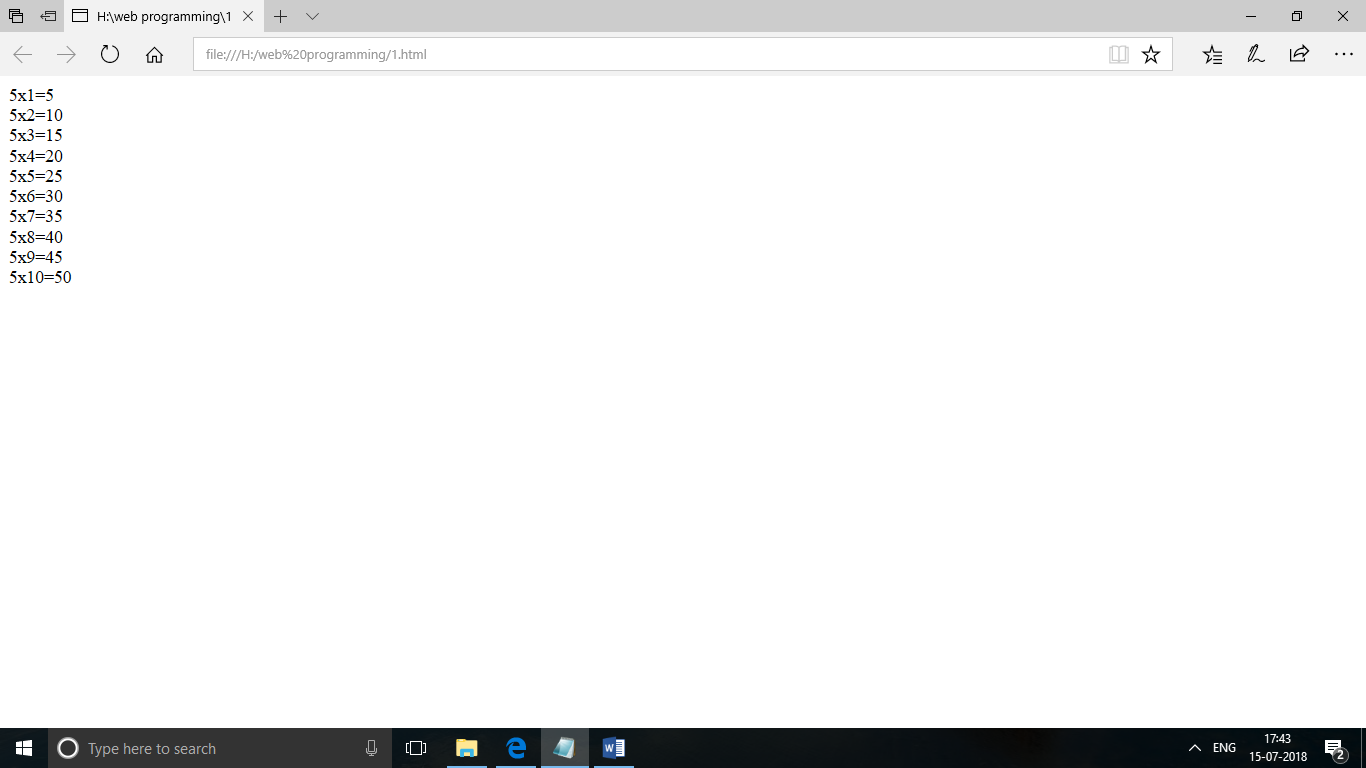 H:\web programming\1
file:///H:/web%20programming/1.html
5x1=5
5x2=10
5x3=15
5x4=20
5x5=25
5x6=30
5x7=35
5x8=40
5x9=45
5x10=50
Type here to search
W
ENG
17:43
15-07-2018
2